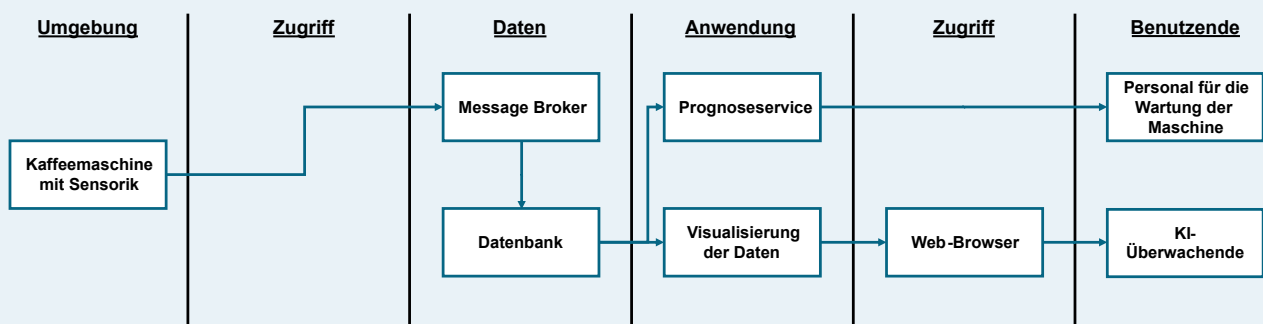 Umgebung
Zugriff
Daten
Anwendung
Zugriff
Benutzende
Message Broker
Prognoseservice
Personal für die
Wartung der
Maschine
Kaffeemaschine
mit Sensorik
Datenbank
Visualisierung
der Daten
Web-Browser
KI-
Überwachende